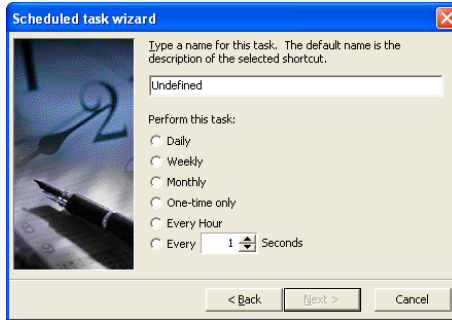 Scheduled task wizard
Type a name for this task. The default name is the
description of the selected shortcut.
Undefined
Perform this task:
Daily
Weekly
Monthly
One-time only
Every Hour
Every 1 Seconds
< Back Next > Cancel